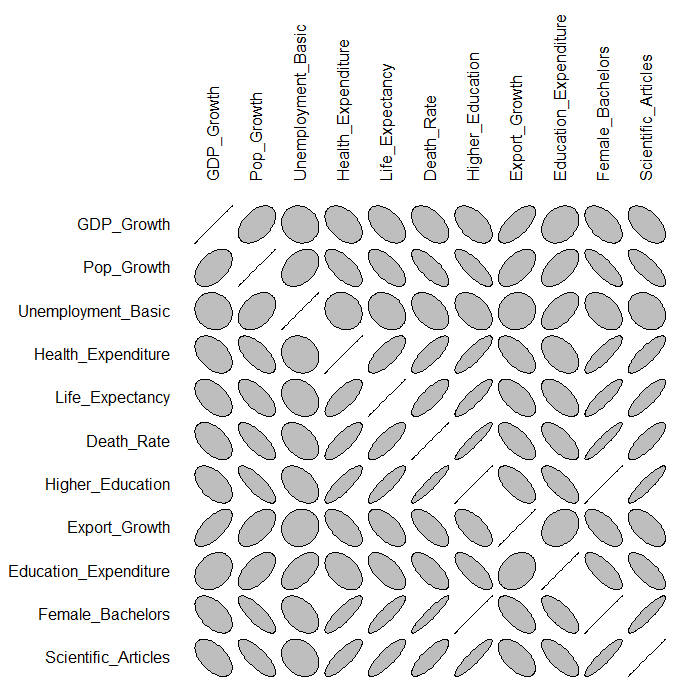 GDP_Growth
Pop_Growth
Unemployment_Basic
Health_Expenditure
Life_Expectancy
Death_Rate
Higher_Education
Export_Growth
Education_Expenditure
Female_Bachelors
Scientific_Articles
GDP_Growth
Pop_Growth
Unemployment_Basic
Health_Expenditure
Life_Expectancy
Death_Rate
Higher_Education
Export_Growth
Education_Expenditure
Female_Bachelors
Scientific_Articles